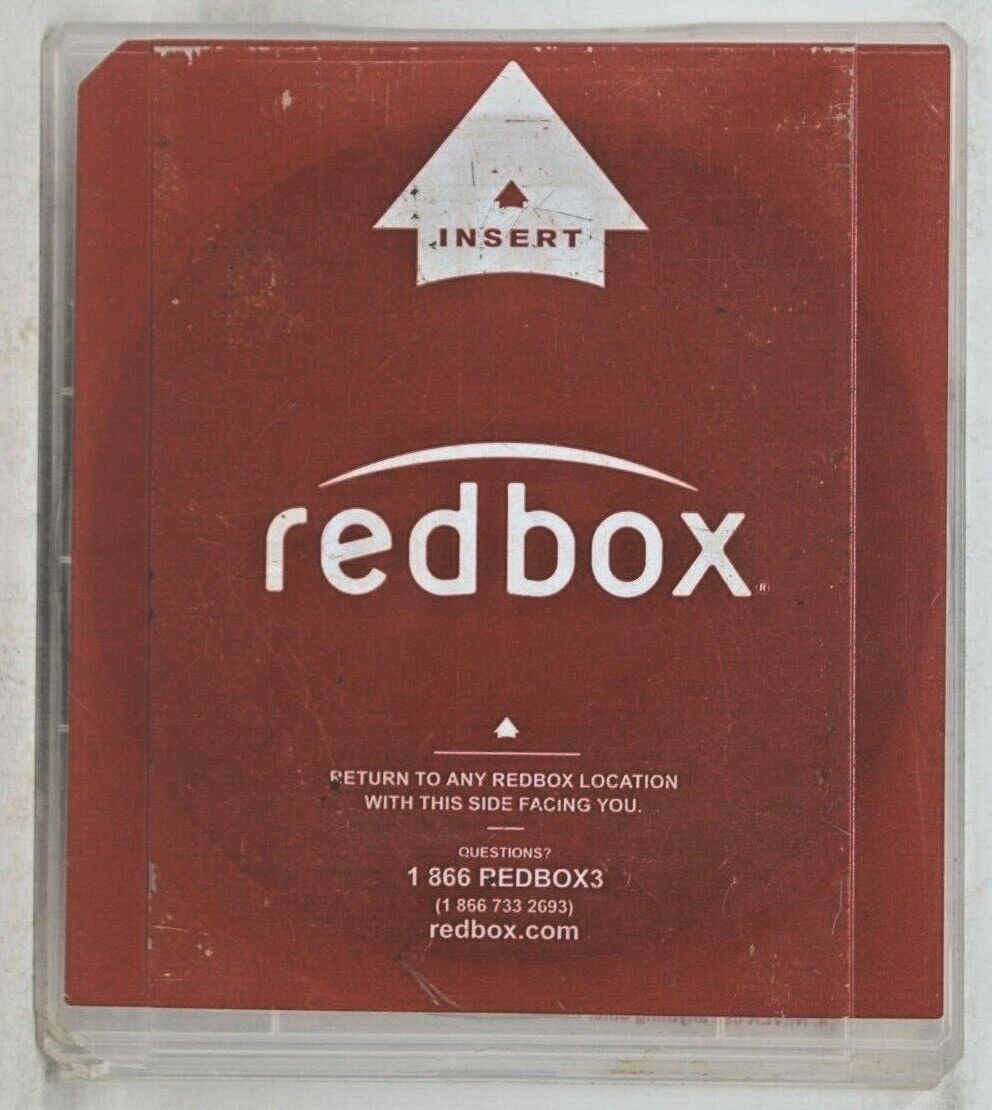 INSERT
redbox®
RETURN TO ANY REDBOX LOCATION
WITH THIS SIDE FACING YOU.
QUESTIONS?
1 866 REDBOX3
(1 866 733 2693)
redbox.com